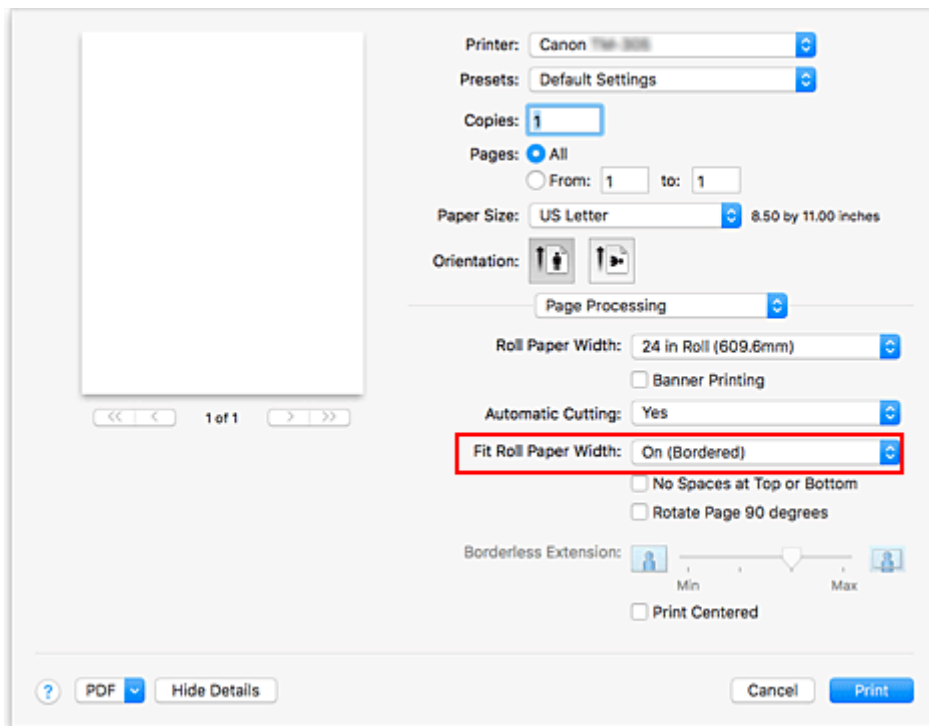 Printer: Canon
Presets: Default Settings
Copies: 1
Pages: All
From: 1 to: 1
Paper Size: US Letter 8.50 by 11.00 inches
Orientation:
Page Processing
Roll Paper Width: 24 in Roll (609.6mm)
Banner Printing
<< < 1 of 1 > >>
Automatic Cutting: Yes
Fit Roll Paper Width: On (Bordered)
No Spaces at Top or Bottom
Rotate Page 90 degrees
Borderless Extension:
Min Max
Print Centered
? PDF Hide Details Cancel Print